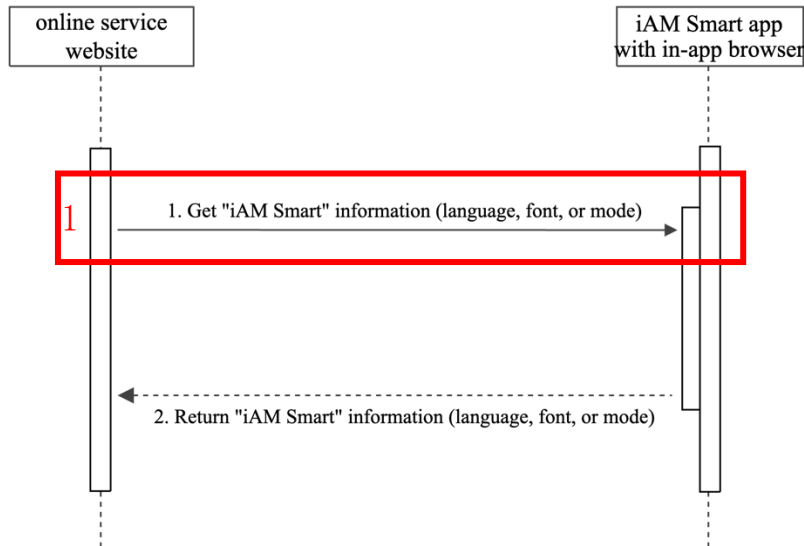 online service
website
iAM Smart app
with in-app browser
1
1. Get "iAM Smart" information (language, font, or mode)
2. Return "iAM Smart" information (language, font, or mode)